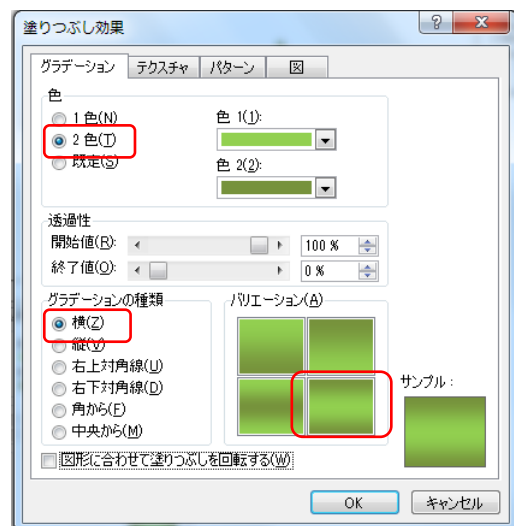 塗りつぶし効果
グラデーション テクスチャ パターン 図
色
1 色(N)
2 色(T)
既定(S)
色 1(1):
色 2(2):
透過性
開始値(R): 100 %
終了値(O): 0 %
グラデーションの種類
横(Z)
縦(V)
右上対角線(U)
右下対角線(D)
角から(F)
中央から(M)
バリエーション(A)
サンプル :
図形に合わせて塗りつぶしを回転する(W)
OK キャンセル